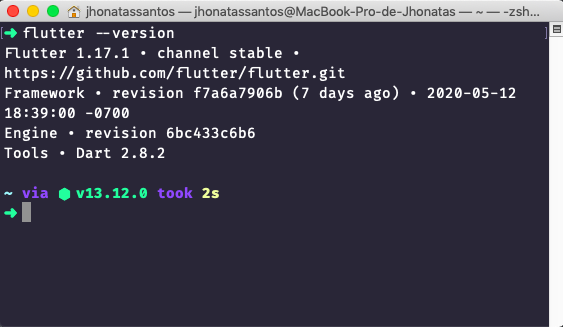 jhonatassantos — jhonatassantos@MacBook-Pro-de-Jhonatas — ~ — -zsh...
➜ flutter --version
Flutter 1.17.1 • channel stable •
https://github.com/flutter/flutter.git
Framework • revision f7a6a7906b (7 days ago) • 2020-05-12
18:39:00 -0700
Engine • revision 6bc433c6b6
Tools • Dart 2.8.2
~ via ⬢ v13.12.0 took 2s
➜